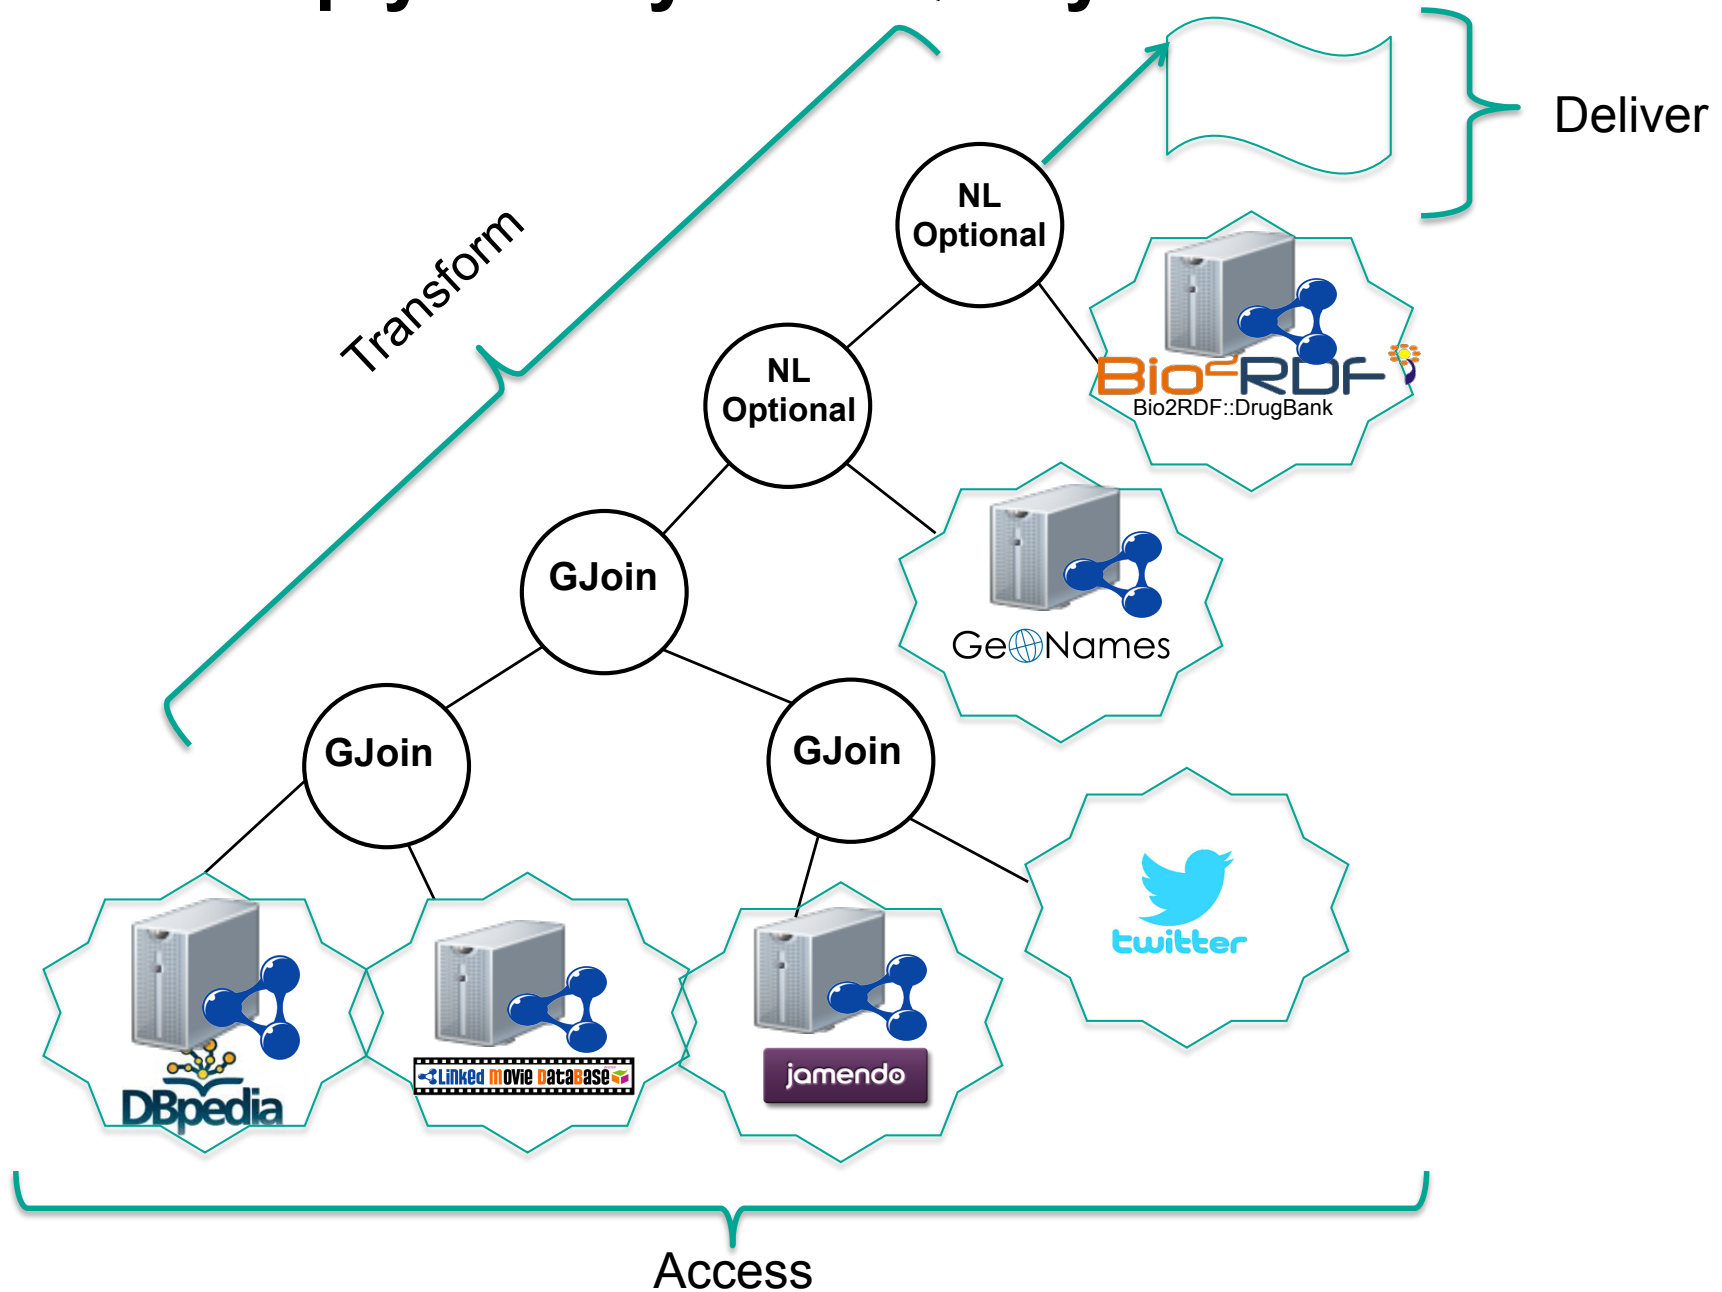 Deliver
NL
Optional
Transform
Bio2RDF
Bio2RDF::DrugBank
NL
Optional
GJoin
GeoNames
GJoin
GJoin
twitter
DBpedia
Linked Movie DataBase
jamendo
Access